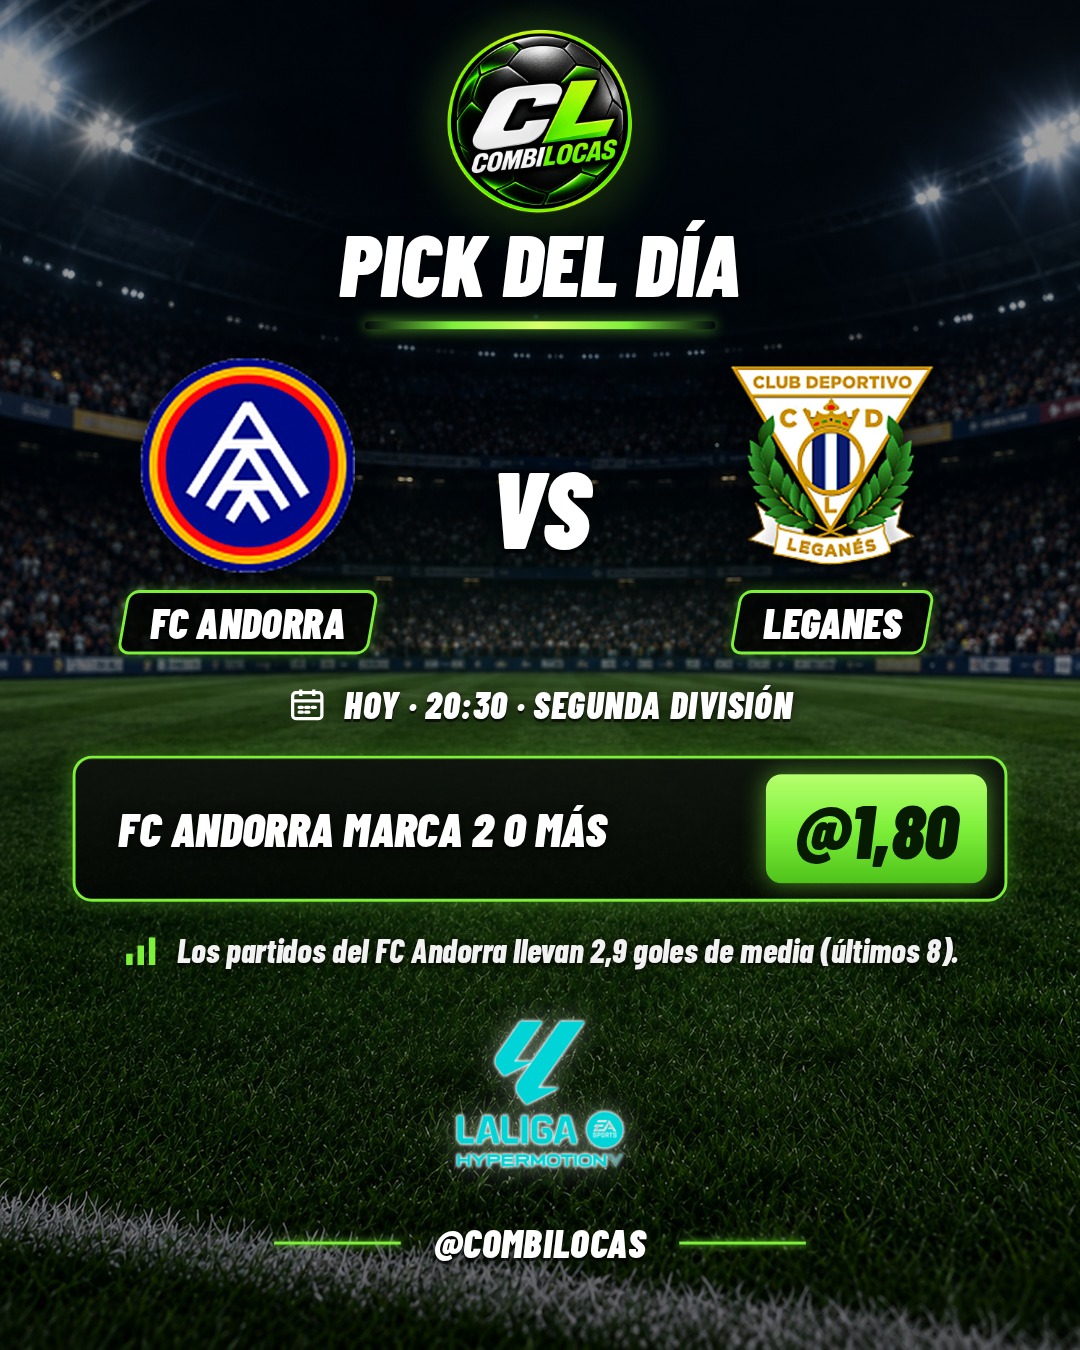 CL
COMBILOCAS
PICK DEL DÍA
CLUB DEPORTIVO
C D
L
LEGANÉS
VS
FC ANDORRA
LEGANES
HOY · 20:30 · SEGUNDA DIVISIÓN
FC ANDORRA MARCA 2 O MÁS
@1,80
Los partidos del FC Andorra llevan 2,9 goles de media (últimos 8).
LALIGA
EA SPORTS
HYPERMOTION
@COMBILOCAS